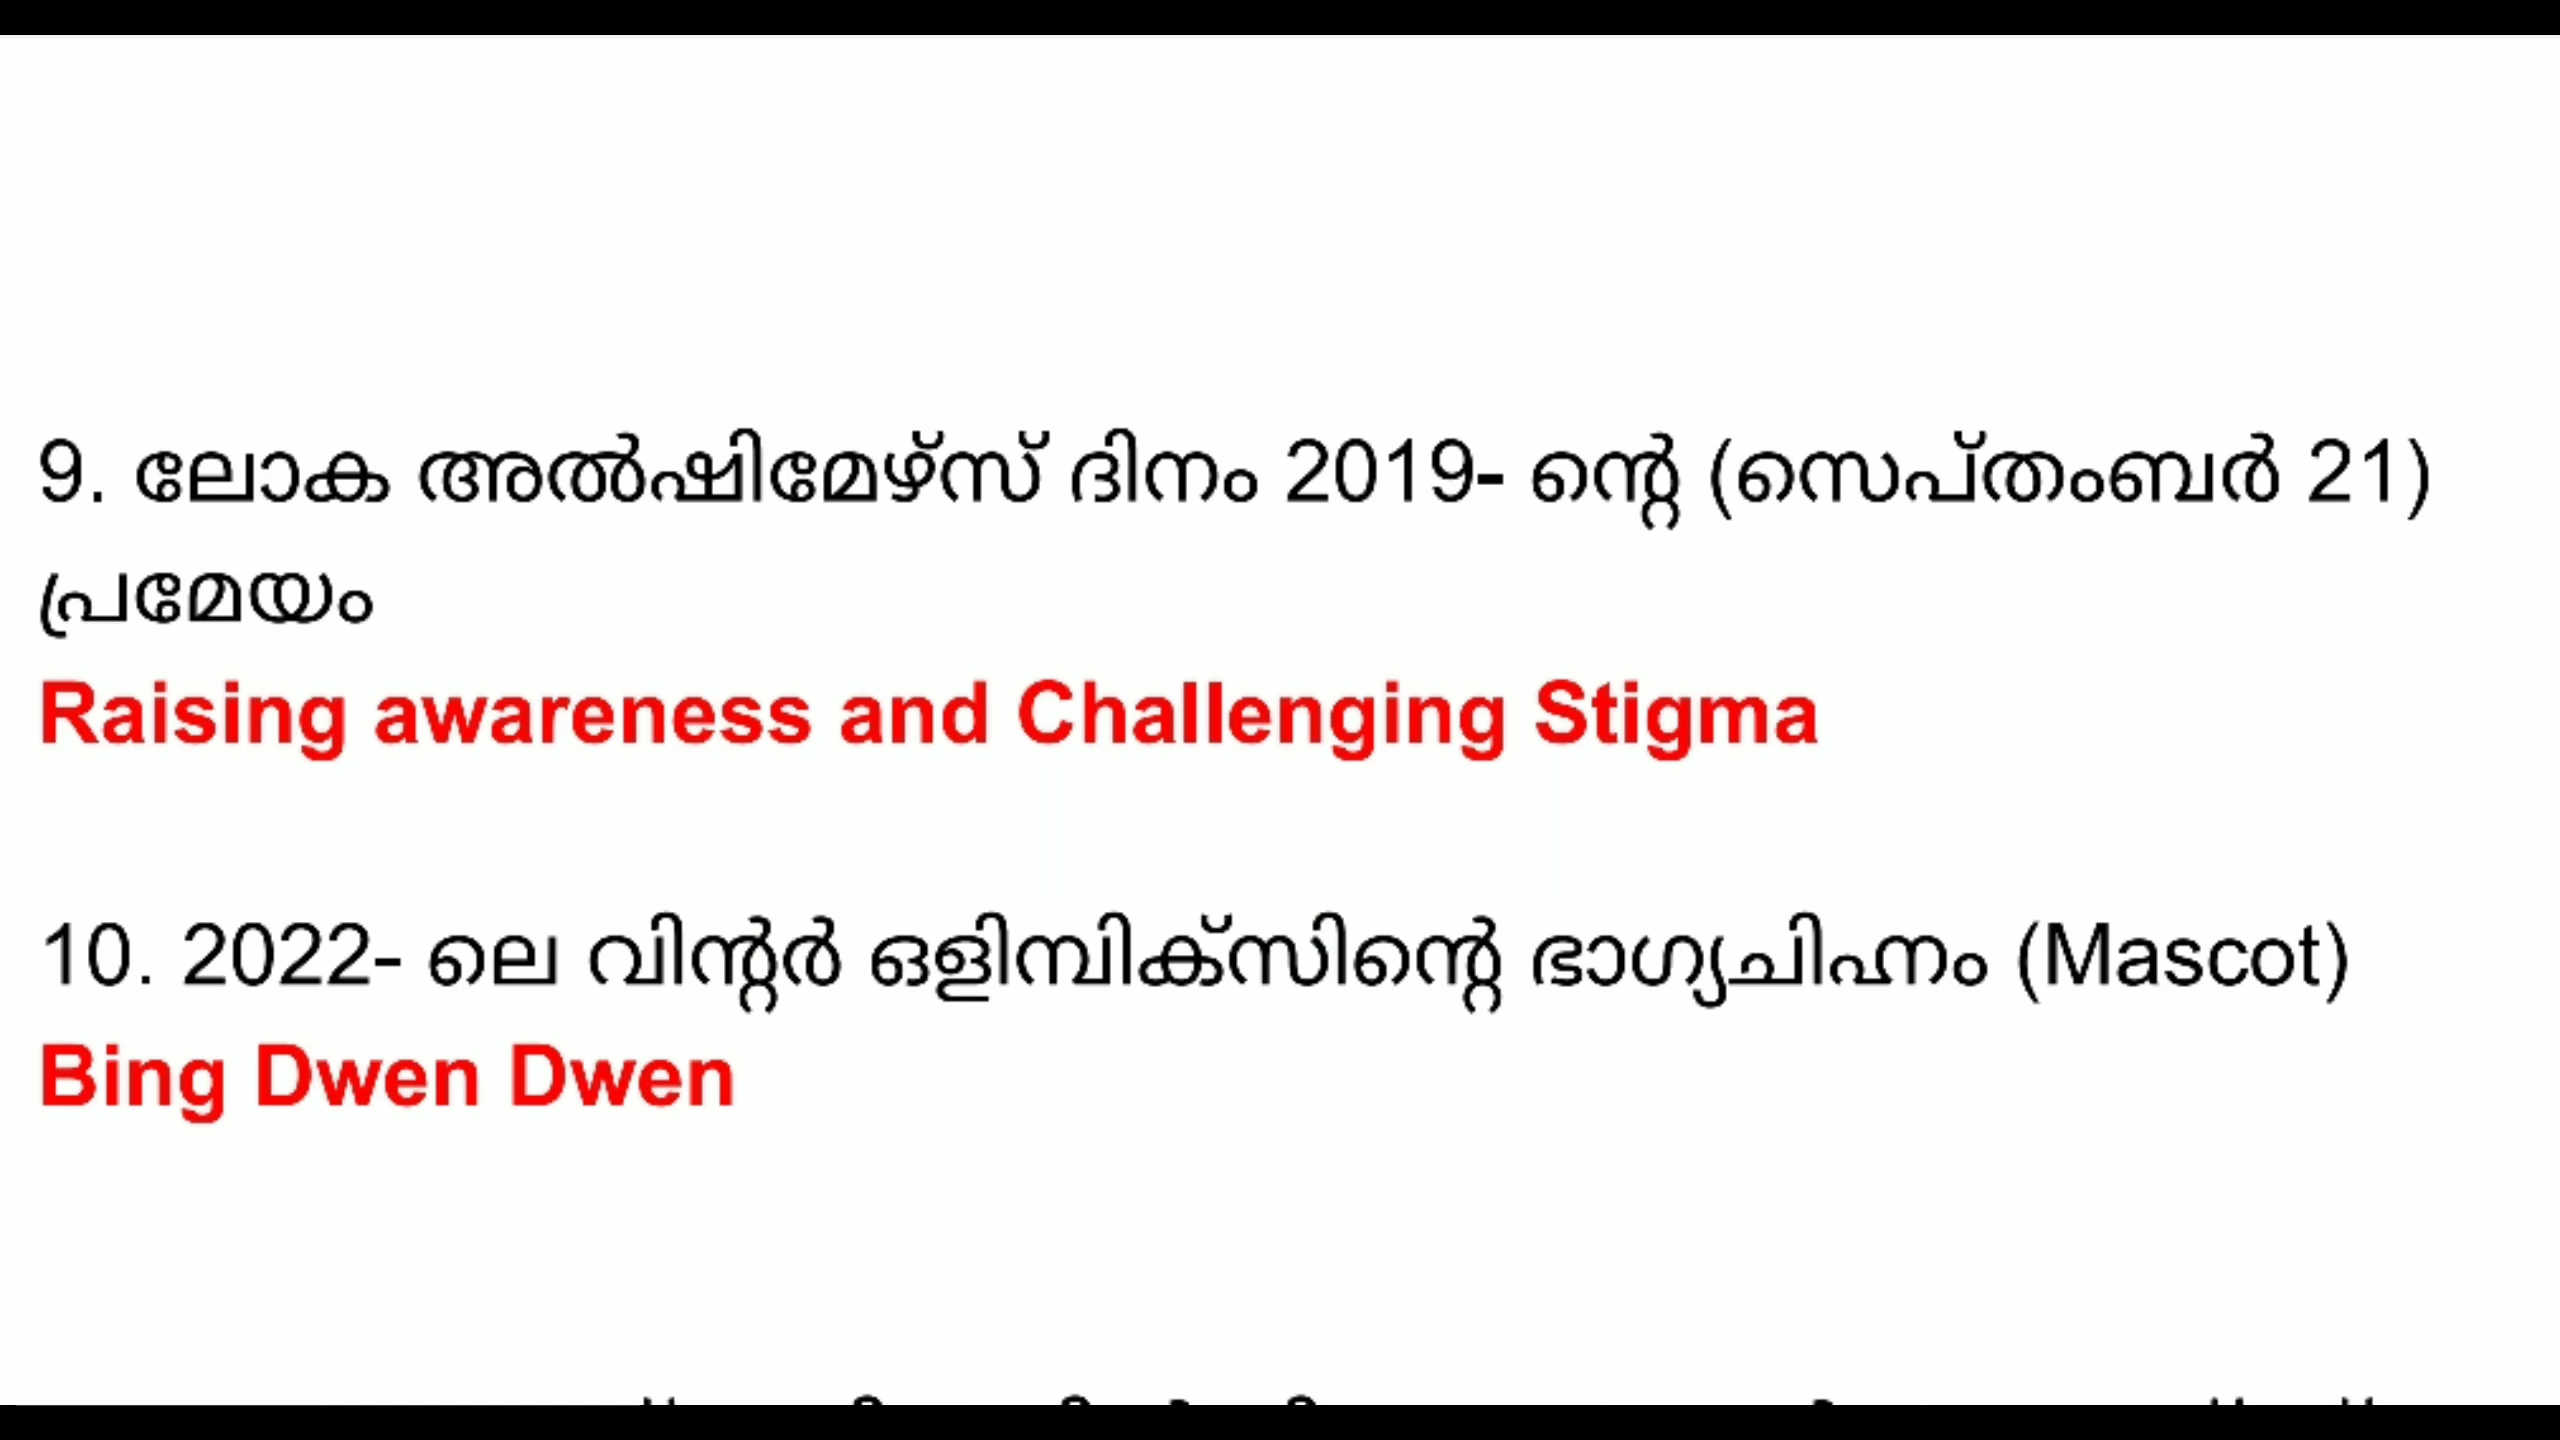 9. ലോക അൽഷിമേഴ്സ് ദിനം 2019- ന്റെ (സെപ്തംബർ 21)
പ്രമേയം
Raising awareness and Challenging Stigma
10. 2022- ലെ വിന്റർ ഒളിമ്പിക്സിന്റെ ഭാഗ്യചിഹ്നം (Mascot)
Bing Dwen Dwen